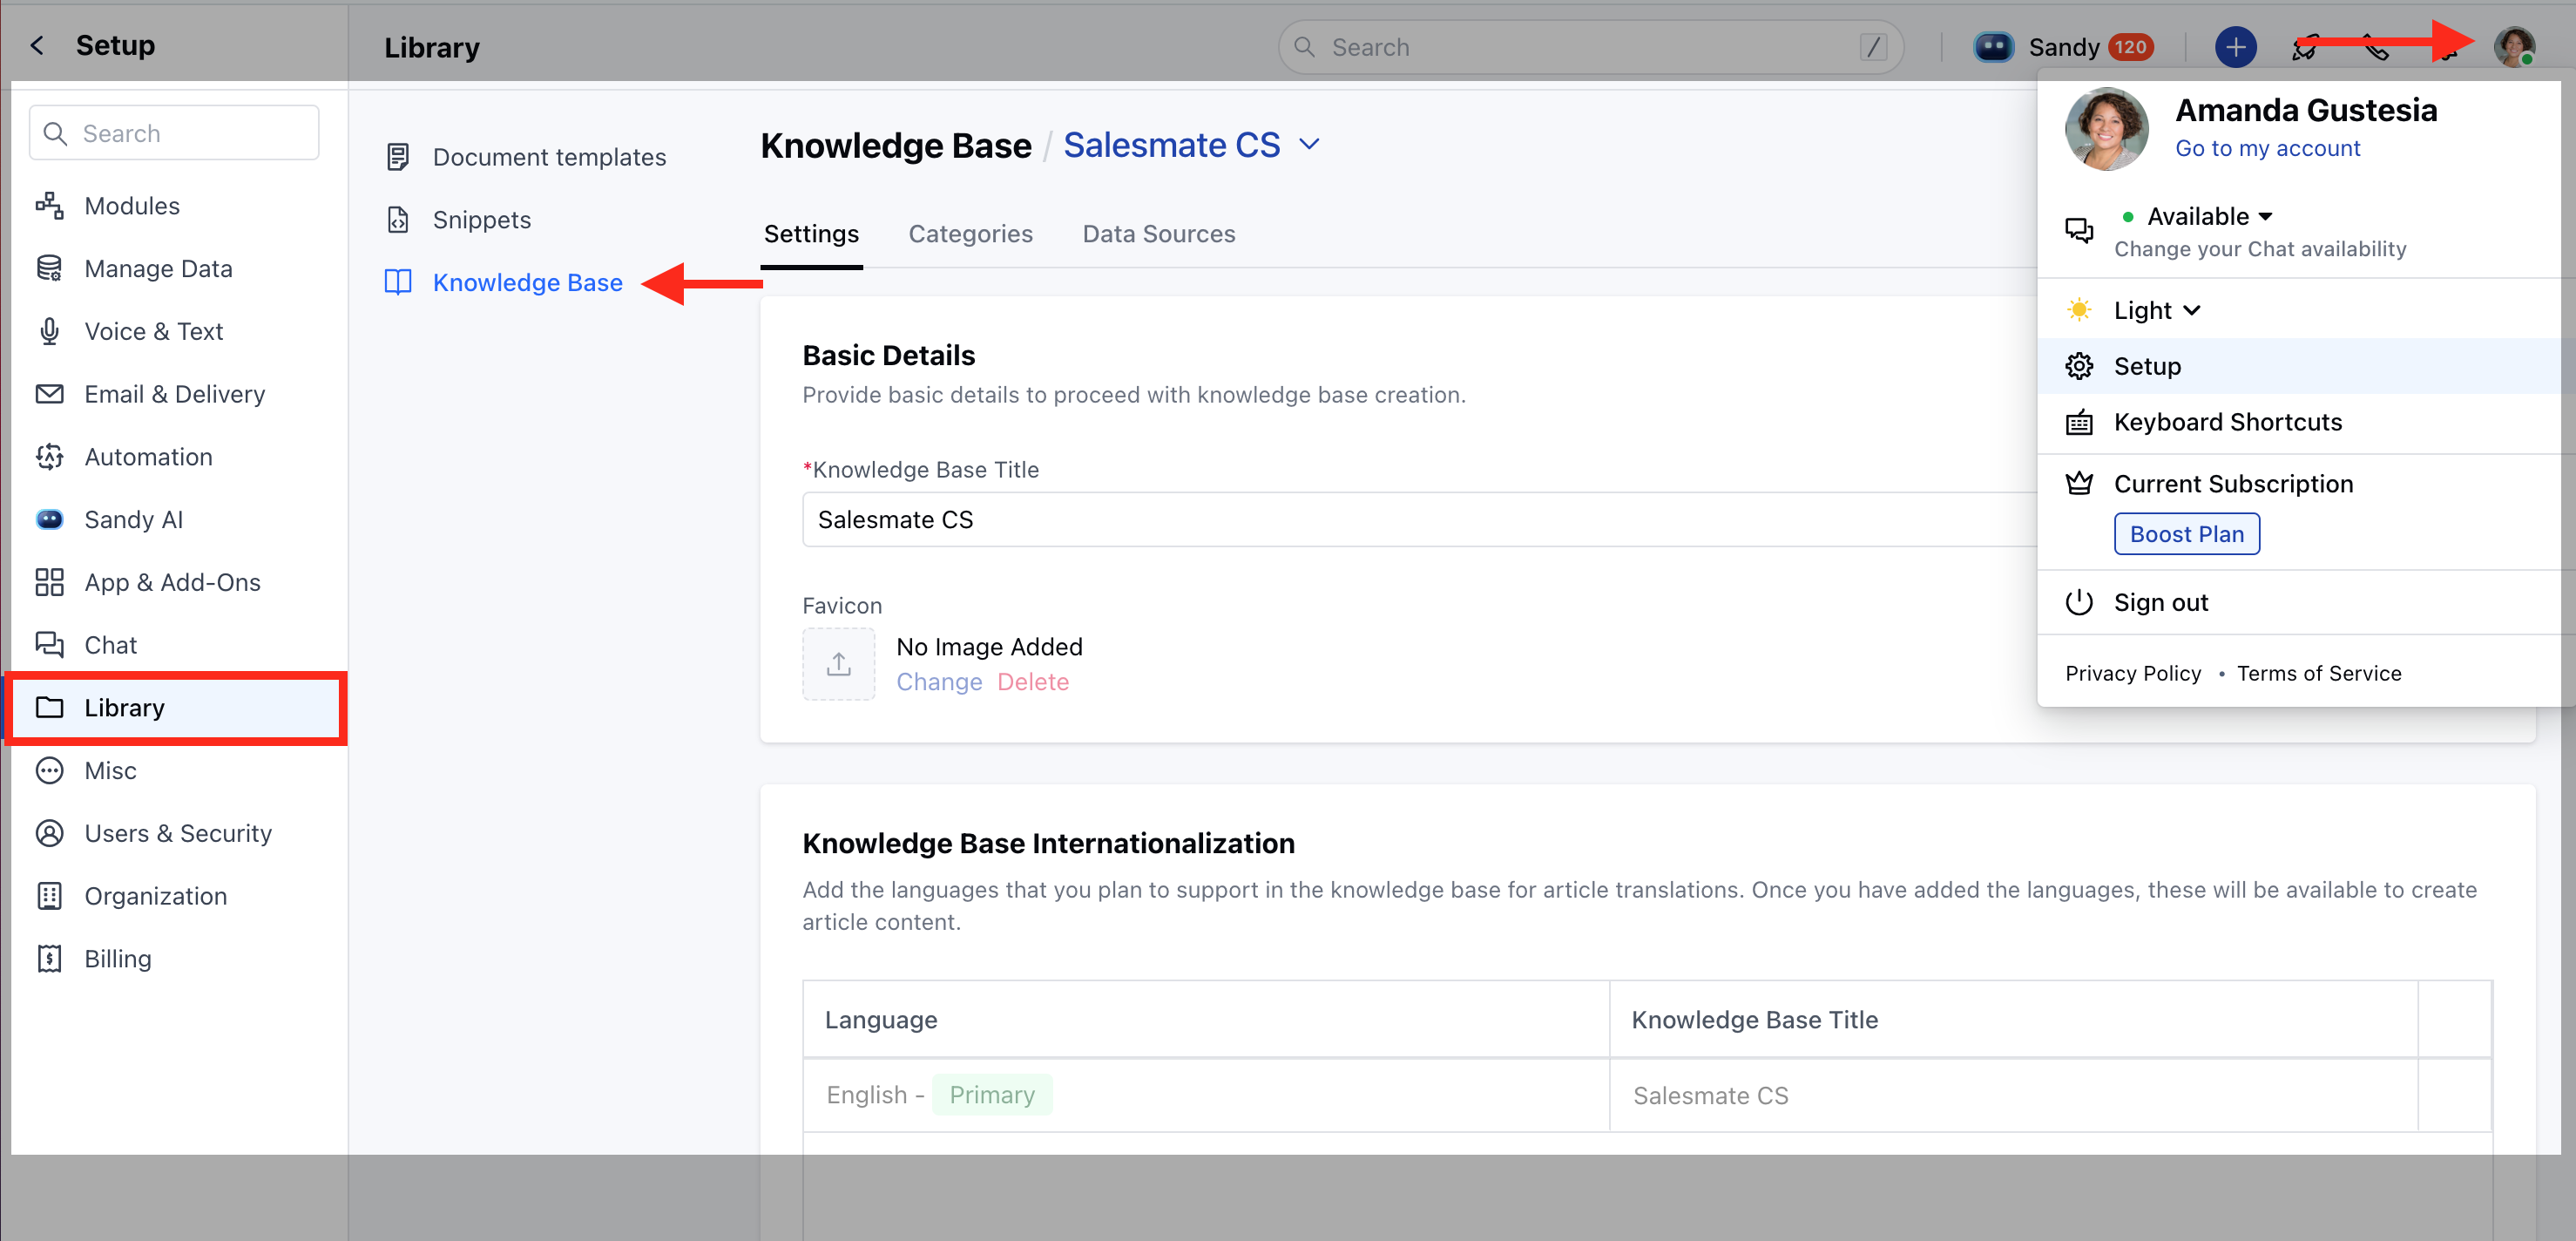 Setup
Library
Search
/
Sandy 120
Search
Modules
Manage Data
Voice & Text
Email & Delivery
Automation
Sandy AI
App & Add-Ons
Chat
Library
Misc
Users & Security
Organization
Billing
Document templates
Snippets
Knowledge Base
Knowledge Base / Salesmate CS
Settings Categories Data Sources
Basic Details
Provide basic details to proceed with knowledge base creation.
*Knowledge Base Title
Salesmate CS
Favicon
No Image Added
Change Delete
Knowledge Base Internationalization
Add the languages that you plan to support in the knowledge base for article translations. Once you have added the languages, these will be available to create
article content.
Language Knowledge Base Title
English - Primary Salesmate CS
Amanda Gustesia
Go to my account
Available
Change your Chat availability
Light
Setup
Keyboard Shortcuts
Current Subscription
Boost Plan
Sign out
Privacy Policy • Terms of Service